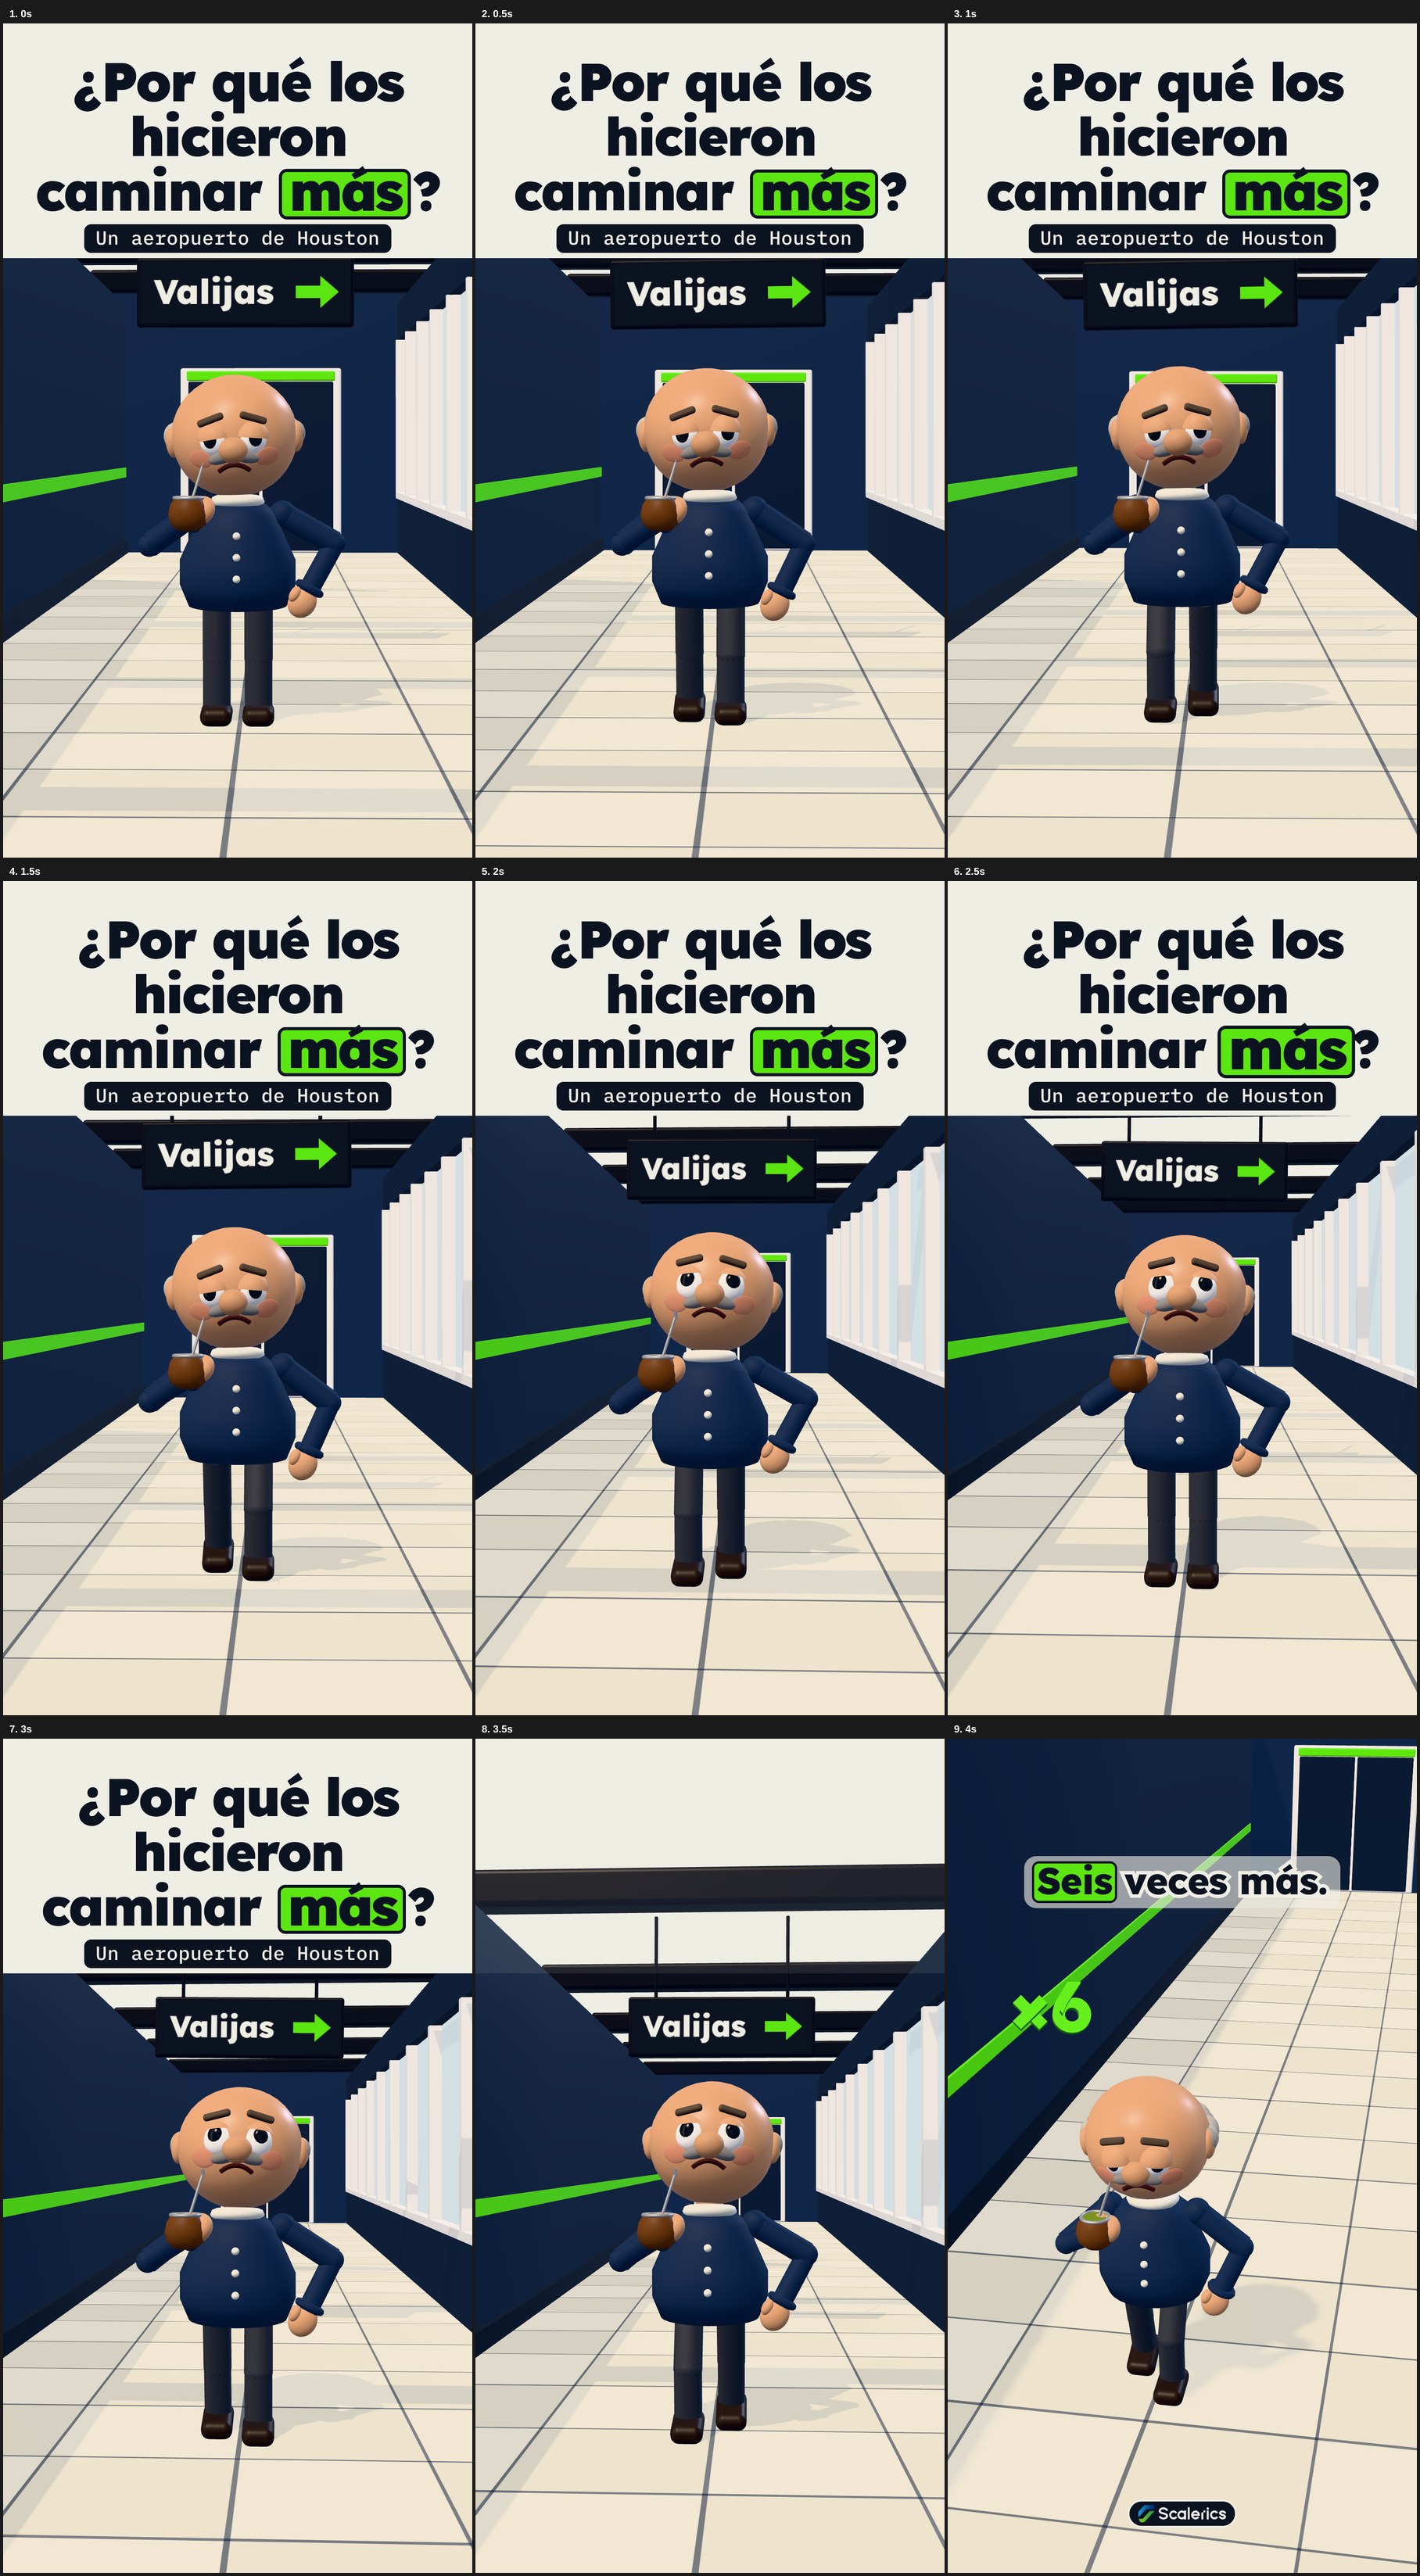 1. 0s
¿Por qué los
hicieron
caminar más?
Un aeropuerto de Houston
Valijas
2. 0.5s
¿Por qué los
hicieron
caminar más?
Un aeropuerto de Houston
Valijas
3. 1s
¿Por qué los
hicieron
caminar más?
Un aeropuerto de Houston
Valijas
4. 1.5s
¿Por qué los
hicieron
caminar más?
Un aeropuerto de Houston
Valijas
5. 2s
¿Por qué los
hicieron
caminar más?
Un aeropuerto de Houston
Valijas
6. 2.5s
¿Por qué los
hicieron
caminar más?
Un aeropuerto de Houston
Valijas
7. 3s
¿Por qué los
hicieron
caminar más?
Un aeropuerto de Houston
Valijas
8. 3.5s
Valijas
9. 4s
Seis veces más.
×6
Scalerics